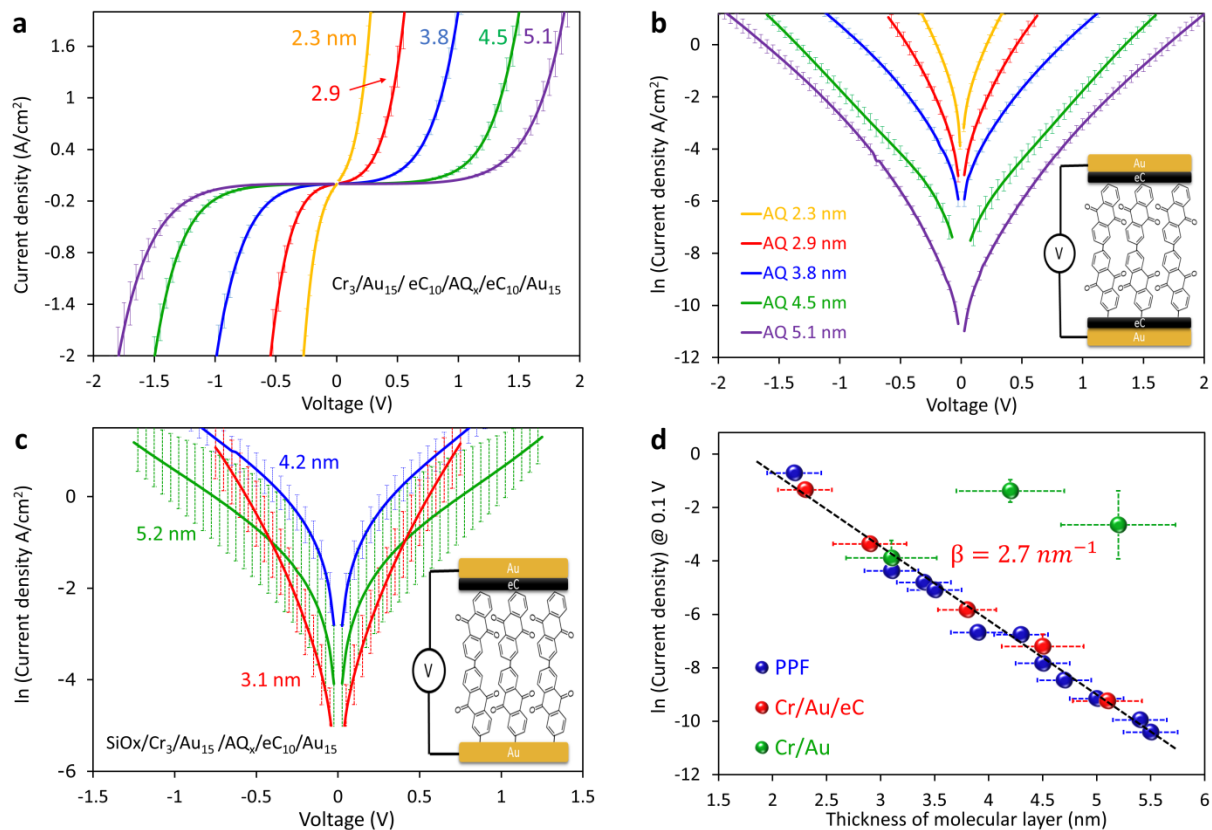 a
2.3 nm
3.8
4.5
5.1
2.9
1.6
1
0.4
-0.2
-0.8
-1.4
-2
Current density (A/cm²)
Cr₃/Au₁₅/ eC₁₀/AQₓ/eC₁₀/Au₁₅
-2 -1.5 -1 -0.5 0 0.5 1 1.5 2
Voltage (V)
b
0
-2
-4
-6
-8
-10
-12
ln (Current density A/cm²)
AQ 2.3 nm
AQ 2.9 nm
AQ 3.8 nm
AQ 4.5 nm
AQ 5.1 nm
Au
eC
V
eC
Au
-2 -1.5 -1 -0.5 0 0.5 1 1.5 2
Voltage (V)
c
4.2 nm
5.2 nm
3.1 nm
0
-2
-4
-6
ln (Current density A/cm²)
Au
eC
V
Au
SiOx/Cr₃/Au₁₅ /AQₓ/eC₁₀/Au₁₅
-1.5 -1 -0.5 0 0.5 1 1.5
Voltage (V)
d
0
-2
-4
-6
-8
-10
-12
ln (Current density) @ 0.1 V
β = 2.7 nm⁻¹
PPF
Cr/Au/eC
Cr/Au
1.5 2 2.5 3 3.5 4 4.5 5 5.5 6
Thickness of molecular layer (nm)